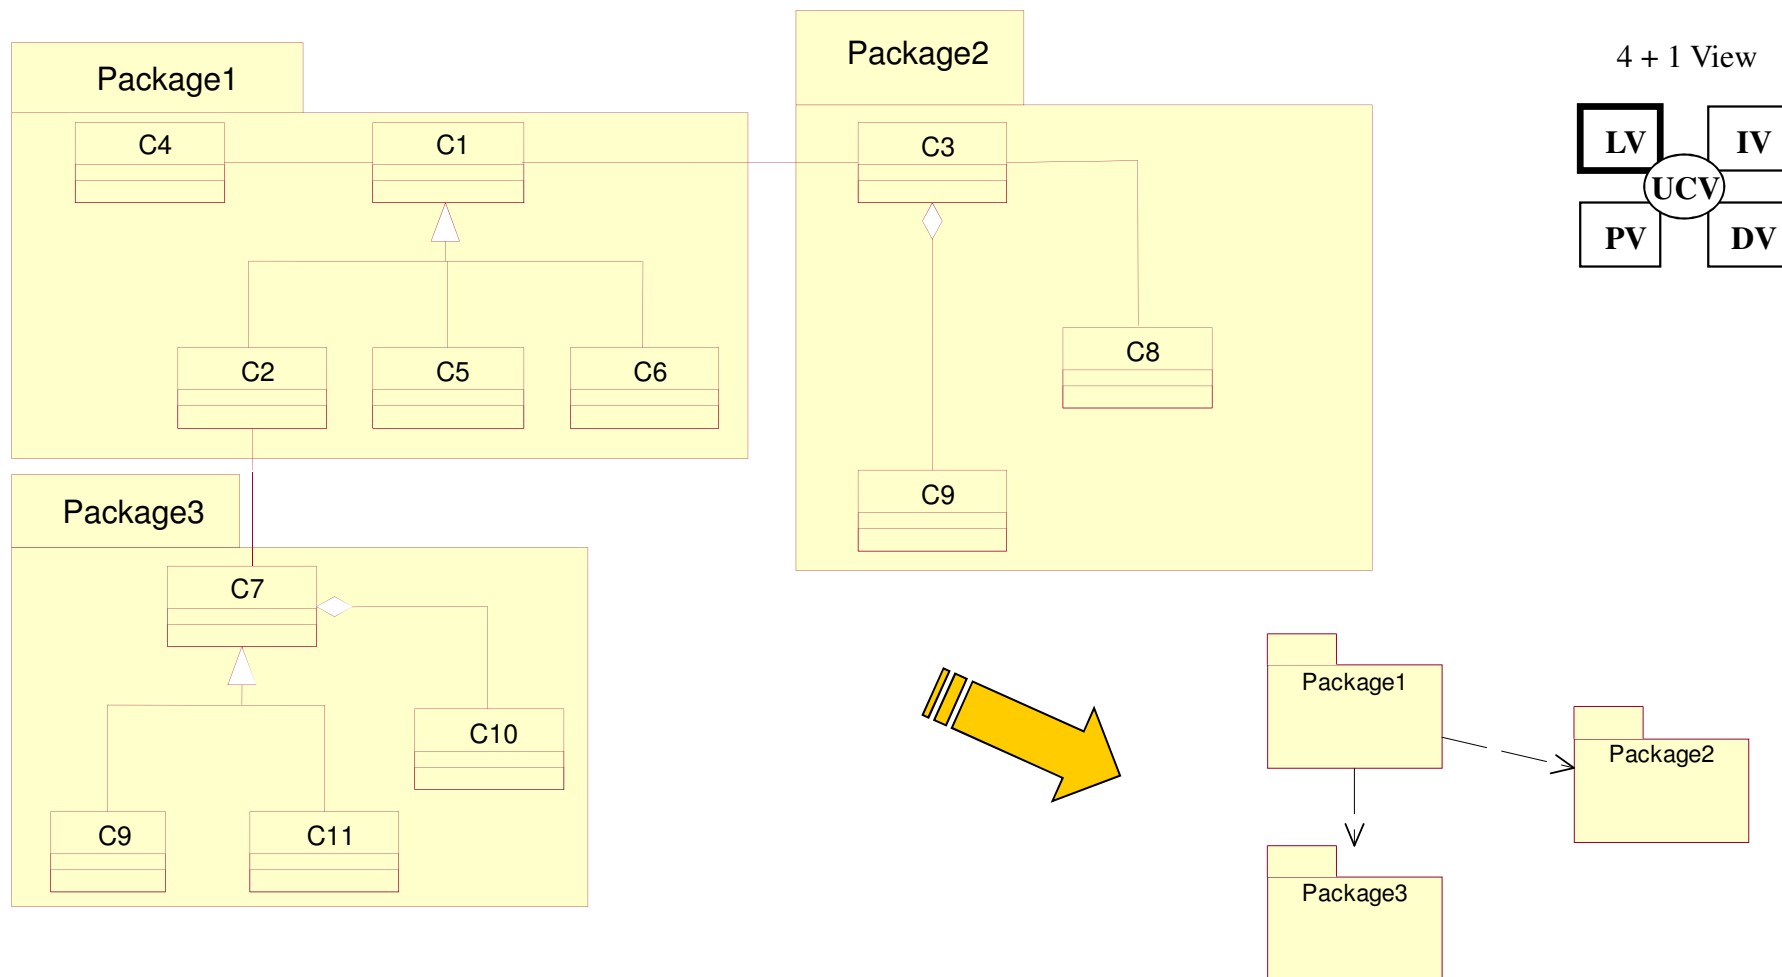 Package1
C4
C1
C2
C5
C6
Package2
C3
C8
C9
4 + 1 View
LV
IV
UCV
PV
DV
Package3
C7
C10
C9
C11
Package1
Package2
Package3